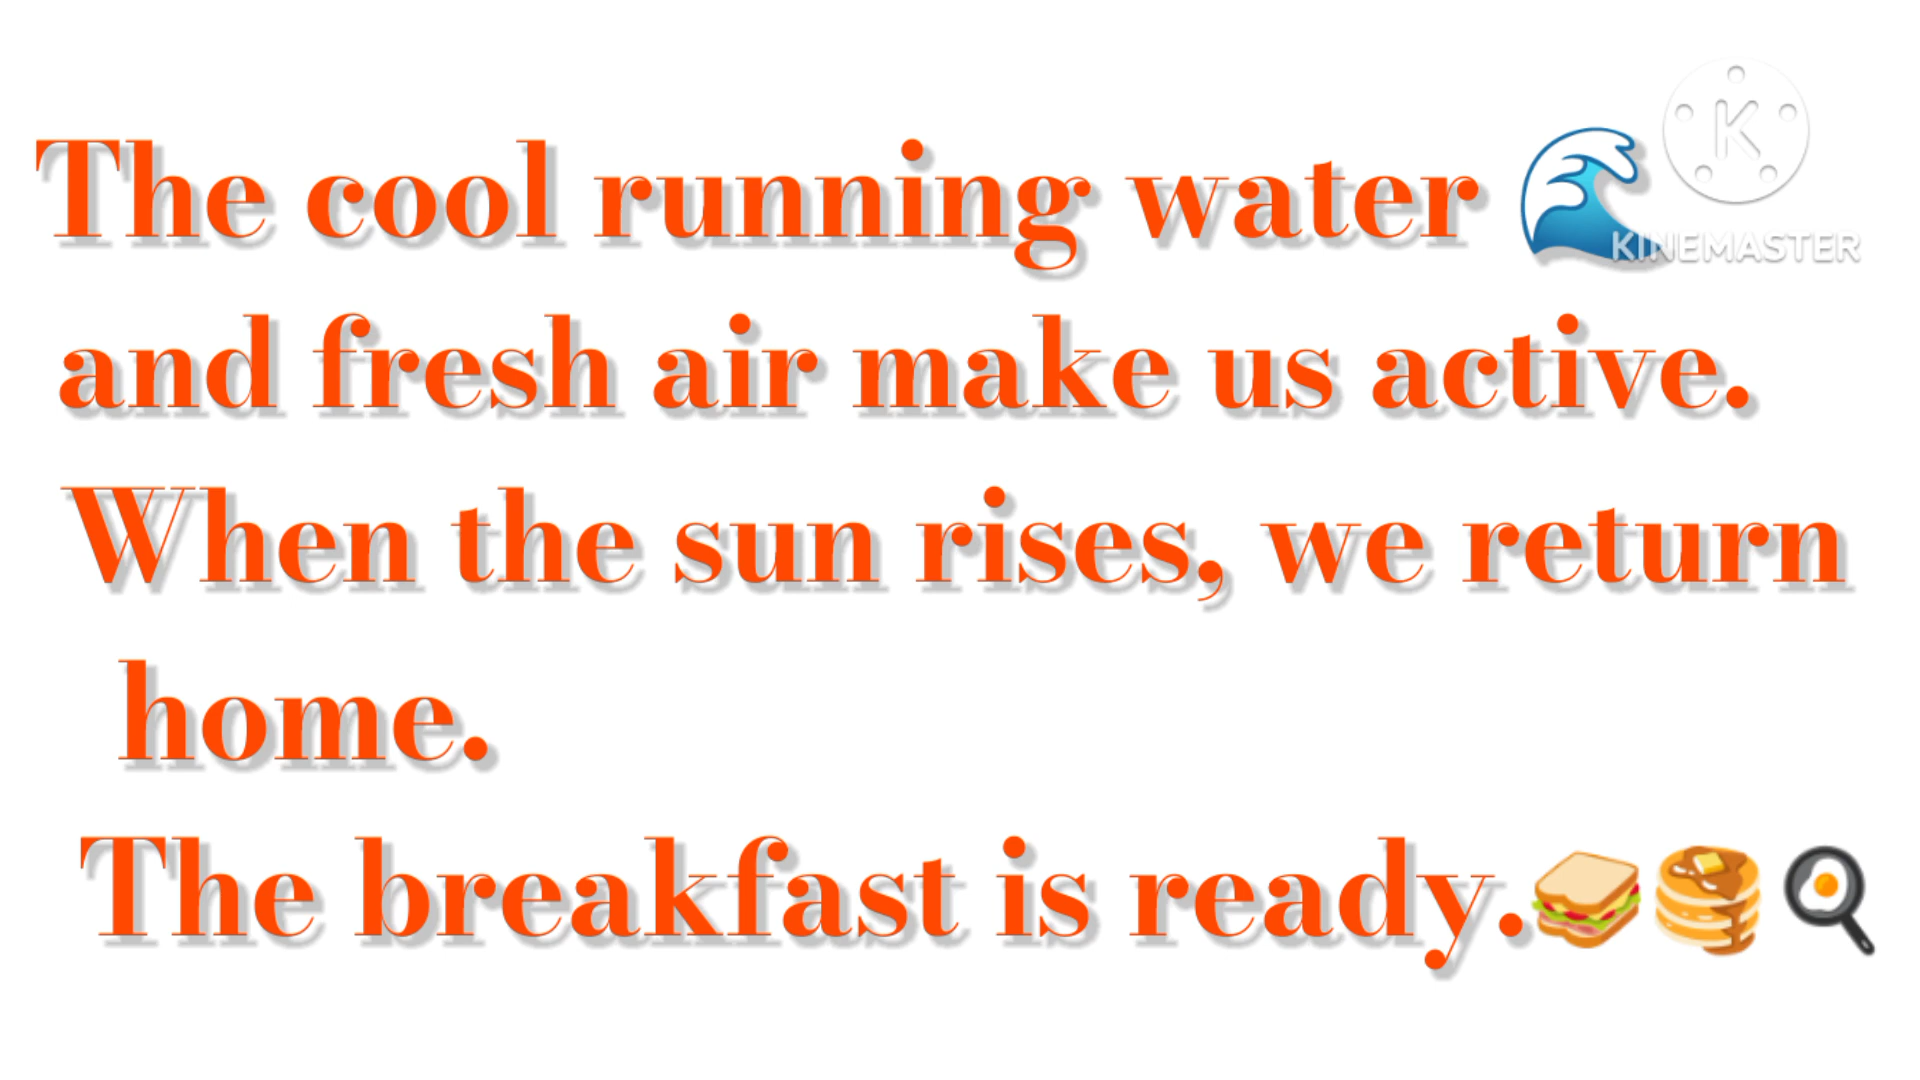 The cool running water 🌊
KINEMASTER
and fresh air make us active.
When the sun rises, we return
home.
The breakfast is ready.🥪🥞🍳